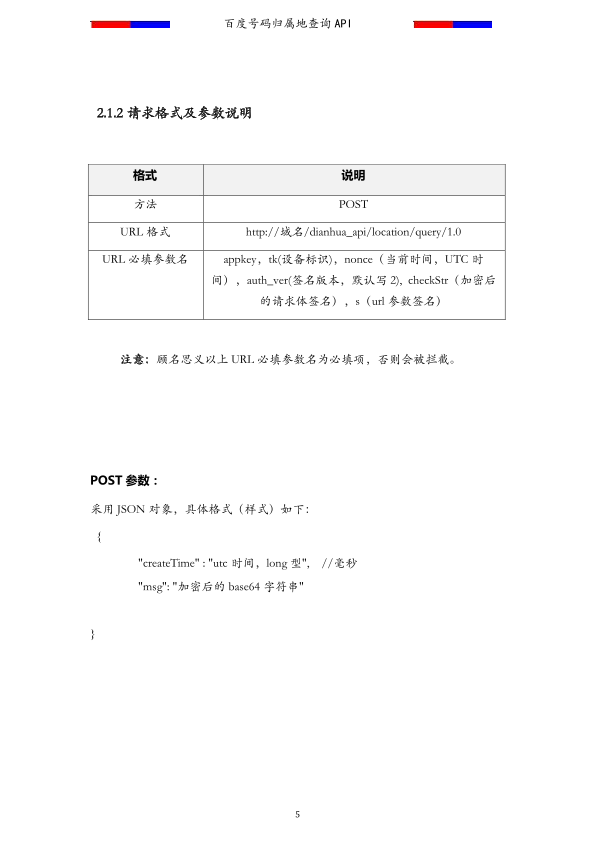 百度号码归属地查询 API
2.1.2 请求格式及参数说明
格式 说明
方法 POST
URL 格式 http://域名/dianhua_api/location/query/1.0
URL 必填参数名 appkey，tk(设备标识)，nonce（当前时间，UTC 时
间），auth_ver(签名版本，默认写 2), checkStr（加密后
的请求体签名），s（url 参数签名）
注意：顾名思义以上 URL 必填参数名为必填项，否则会被拦截。
POST 参数：
采用 JSON 对象，具体格式（样式）如下：
{
"createTime" : "utc 时间，long 型", //毫秒
"msg": "加密后的 base64 字符串"
}
5